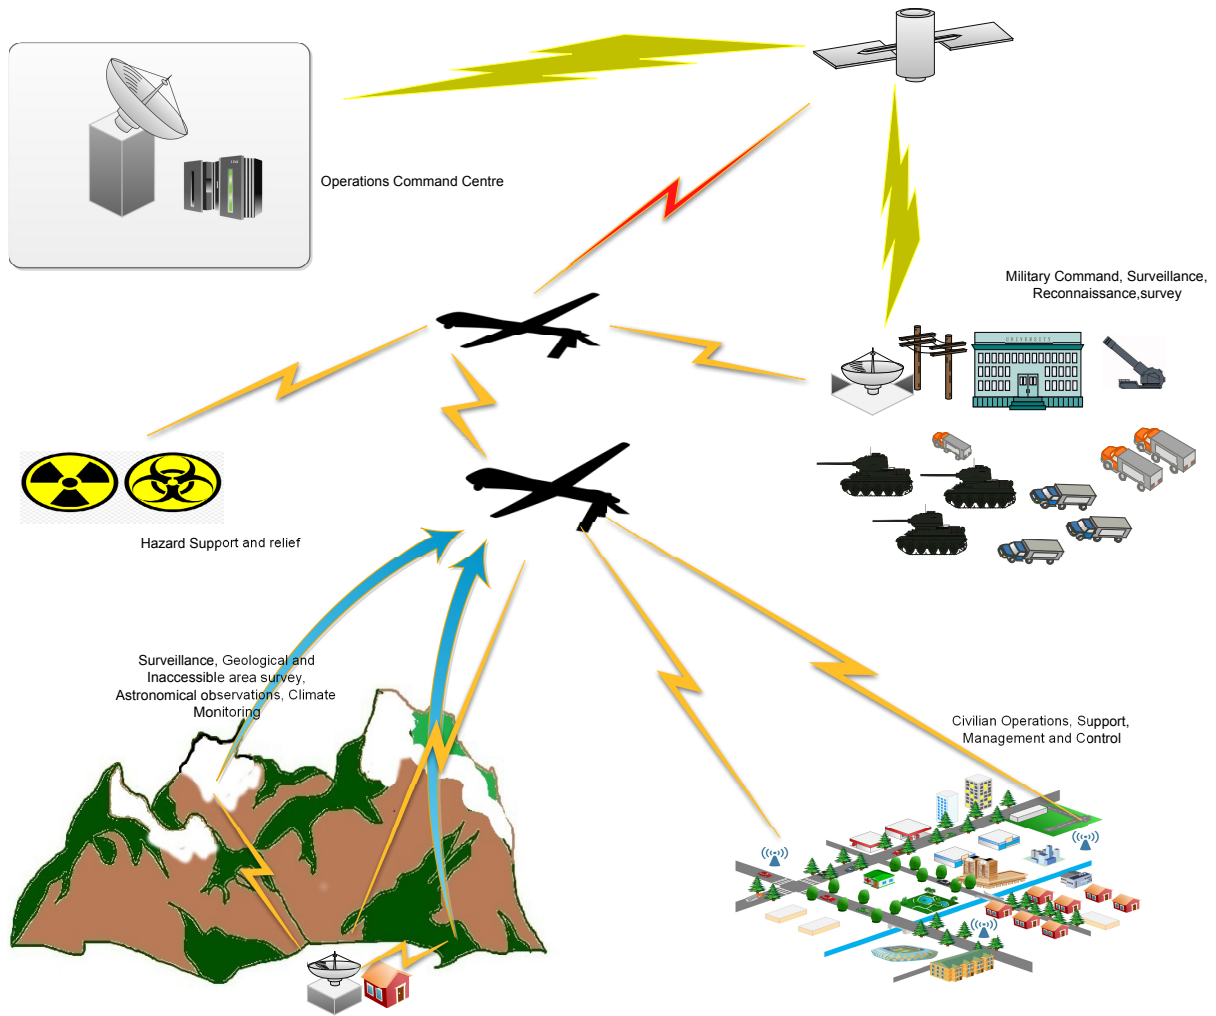 Operations Command Centre
Military Command, Surveillance,
Reconnaissance,survey
UNIVERSITY
Hazard Support and relief
Surveillance, Geological and
Inaccessible area survey,
Astronomical observations, Climate
Monitoring
Civilian Operations, Support,
Management and Control